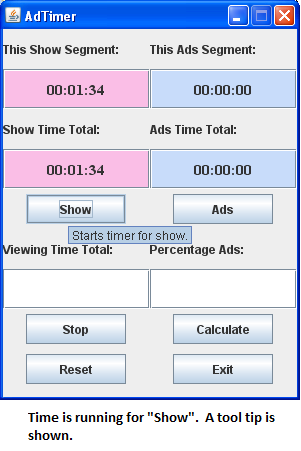 AdTimer
This Show Segment: This Ads Segment:
00:01:34 00:00:00
Show Time Total: Ads Time Total:
00:01:34 00:00:00
Show Ads
Starts timer for show.
Viewing Time Total: Percentage Ads:
Stop Calculate
Reset Exit
Time is running for "Show". A tool tip is
shown.